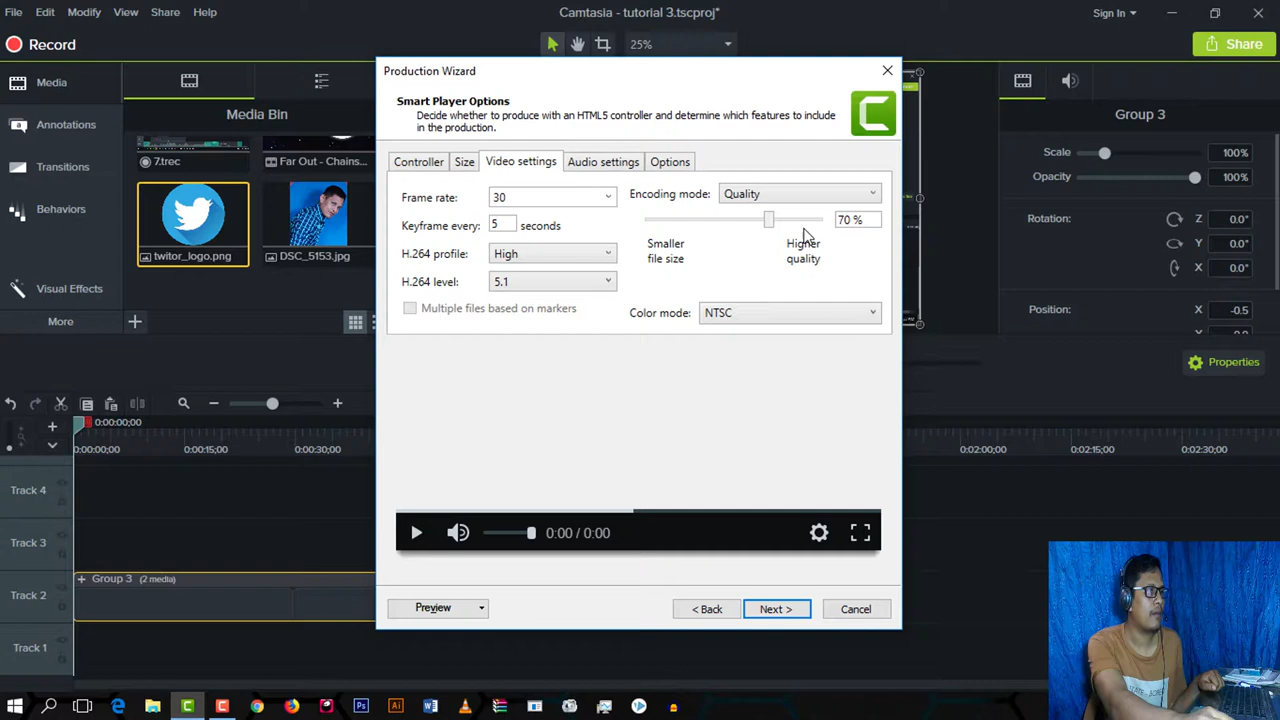 File Edit Modify View Share Help
Camtasia - tutorial 3.tscproj*
Sign In
Record
25%
Share
Media
Annotations
Transitions
Behaviors
Visual Effects
More
Media Bin
7.trec
Far Out - Chains...
twitor_logo.png
DSC_5153.jpg
Production Wizard
Smart Player Options
Decide whether to produce with an HTML5 controller and determine which features to include
in the production.
Controller Size Video settings Audio settings Options
Frame rate: 30
Keyframe every: 5 seconds
H.264 profile: High
H.264 level: 5.1
Multiple files based on markers
Encoding mode: Quality
70 %
Smaller
file size
Higher
quality
Color mode: NTSC
0:00 / 0:00
Preview
< Back
Next >
Cancel
Group 3
Scale 100%
Opacity 100%
Rotation: Z 0.0°
Y 0.0°
X 0.0°
Position: X -0.5
Properties
0:00:00;00
0:00:00;00 0:00:15;00 0:00:30;00 0:02:00;00 0:02:15;00 0:02:30;00
Track 4
Track 3
Group 3 (2 media)
Track 2
Track 1